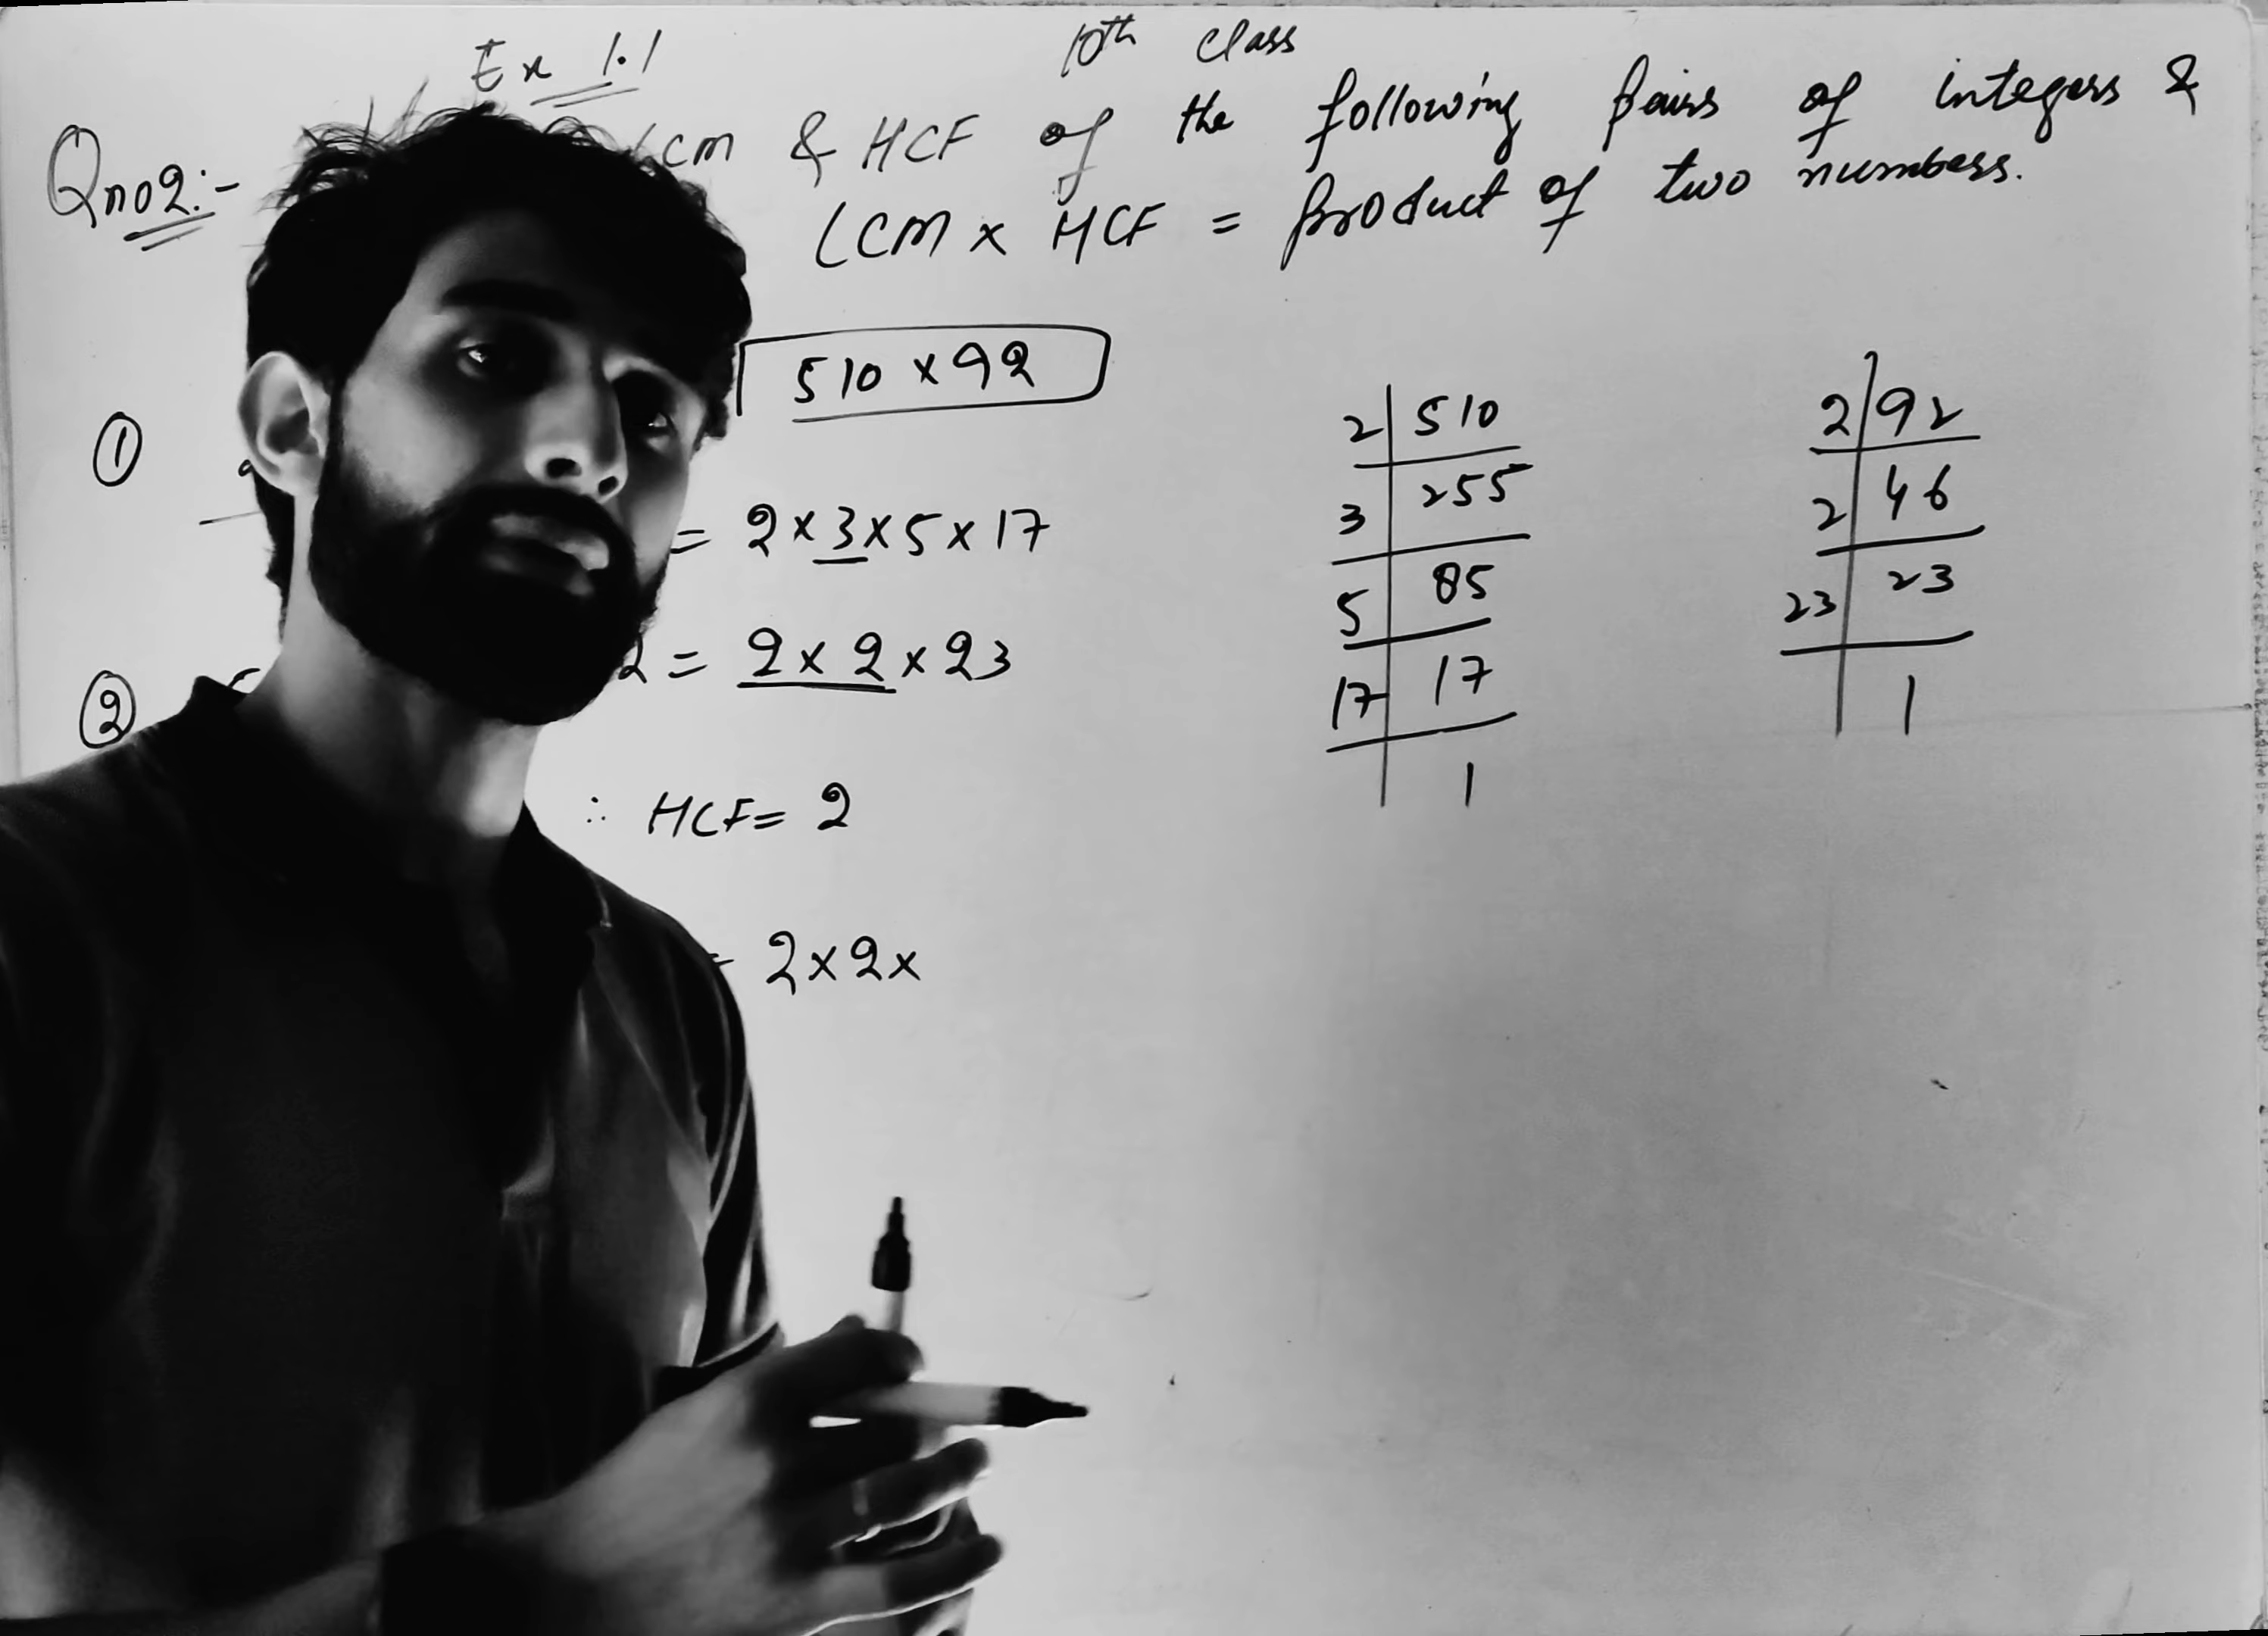 Ex 1.1 10th Class
Qno2:- LCM & HCF of the following pairs of integers &
LCM x HCF = product of two numbers.
510 x 92
①
= 2 x 3 x 5 x 17
② 2 = 2 x 2 x 23
∴ HCF = 2
= 2 x 2 x
2 510
3 255
5 85
17 17
1
2 92
2 46
23 23
1